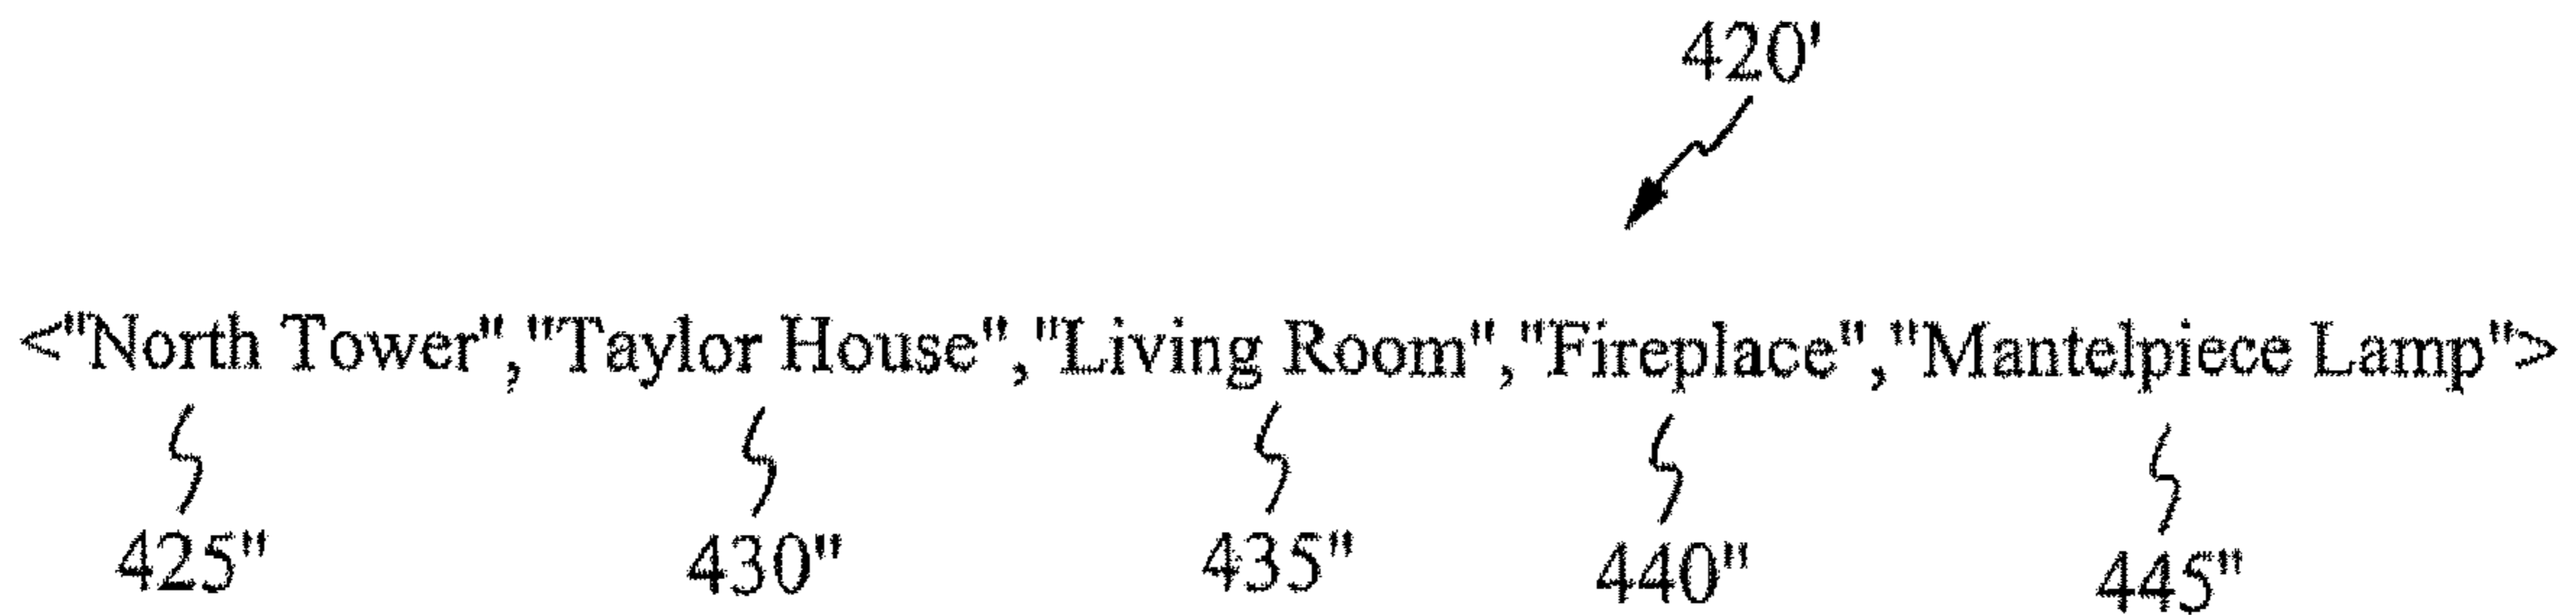 420'
<"North Tower","Taylor House","Living Room","Fireplace","Mantelpiece Lamp">
425" 430" 435" 440" 445"